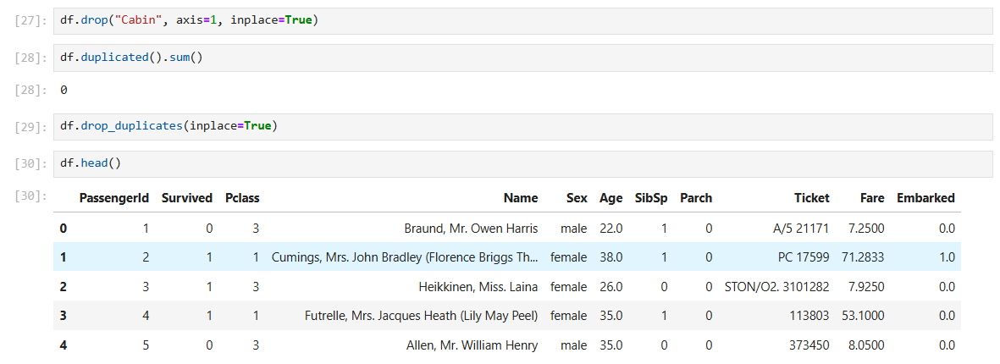 [27]: df.drop("Cabin", axis=1, inplace=True)
[28]: df.duplicated().sum()
[28]: 0
[29]: df.drop_duplicates(inplace=True)
[30]: df.head()
[30]: PassengerId Survived Pclass Name Sex Age SibSp Parch Ticket Fare Embarked
0 1 0 3 Braund, Mr. Owen Harris male 22.0 1 0 A/5 21171 7.2500 0.0
1 2 1 1 Cumings, Mrs. John Bradley (Florence Briggs Th... female 38.0 1 0 PC 17599 71.2833 1.0
2 3 1 3 Heikkinen, Miss. Laina female 26.0 0 0 STON/O2. 3101282 7.9250 0.0
3 4 1 1 Futrelle, Mrs. Jacques Heath (Lily May Peel) female 35.0 1 0 113803 53.1000 0.0
4 5 0 3 Allen, Mr. William Henry male 35.0 0 0 373450 8.0500 0.0